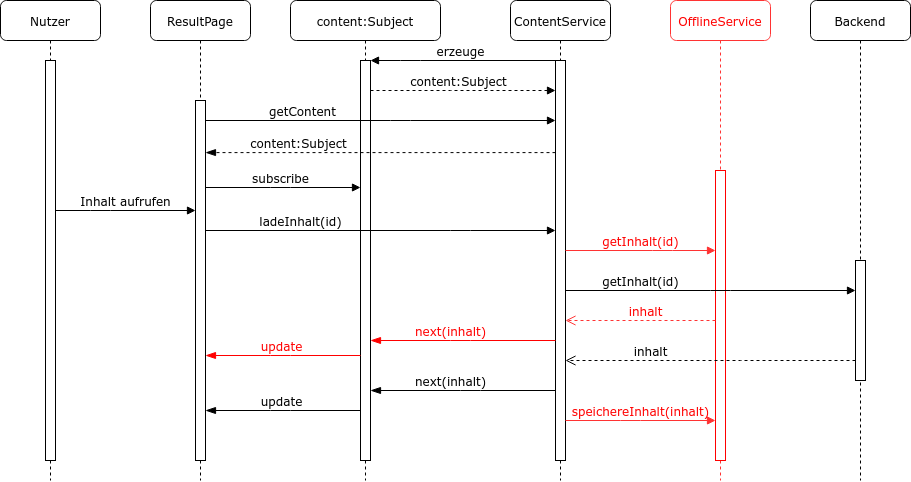 Nutzer
ResultPage
content:Subject
ContentService
OfflineService
Backend
erzeuge
content:Subject
getContent
content:Subject
subscribe
Inhalt aufrufen
ladeInhalt(id)
getInhalt(id)
getInhalt(id)
inhalt
next(inhalt)
update
inhalt
next(inhalt)
update
speichereInhalt(inhalt)